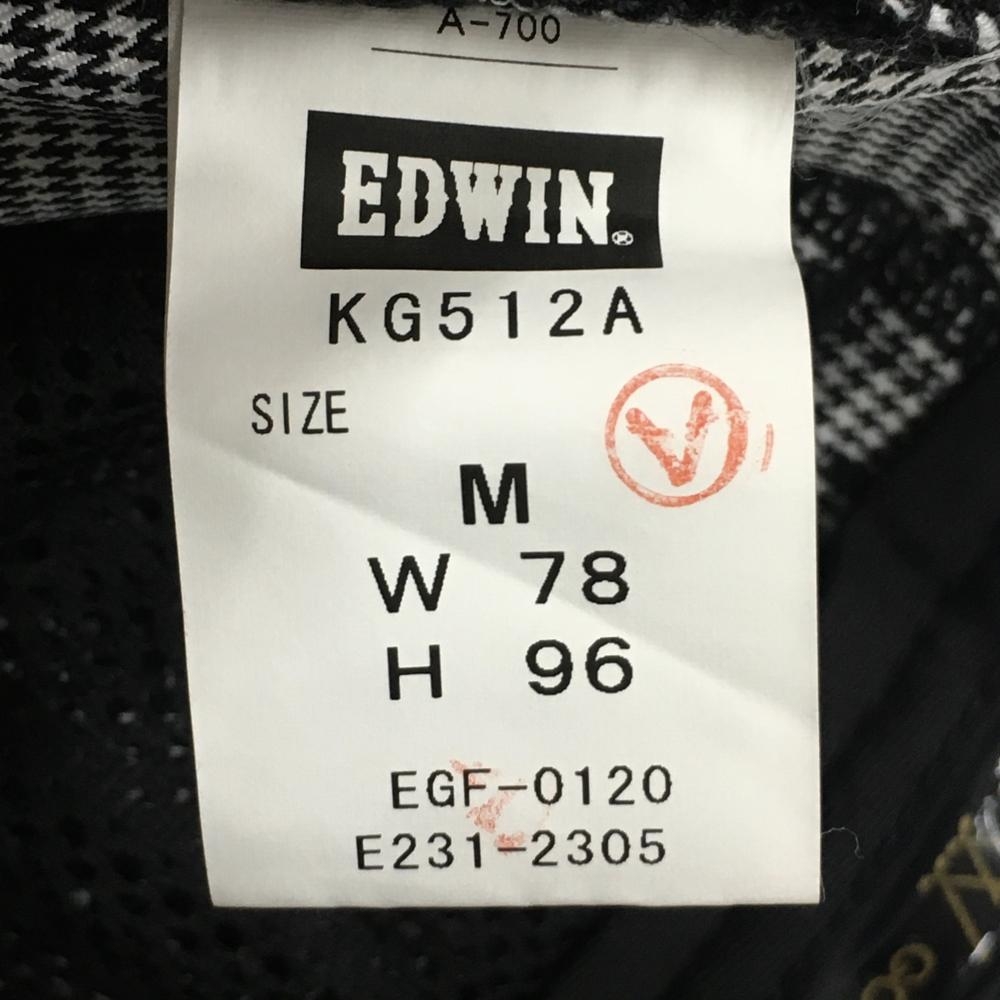 A-700
EDWIN®
KG512A
SIZE
V
M
W 78
H 96
EGF-0120
E231-2305